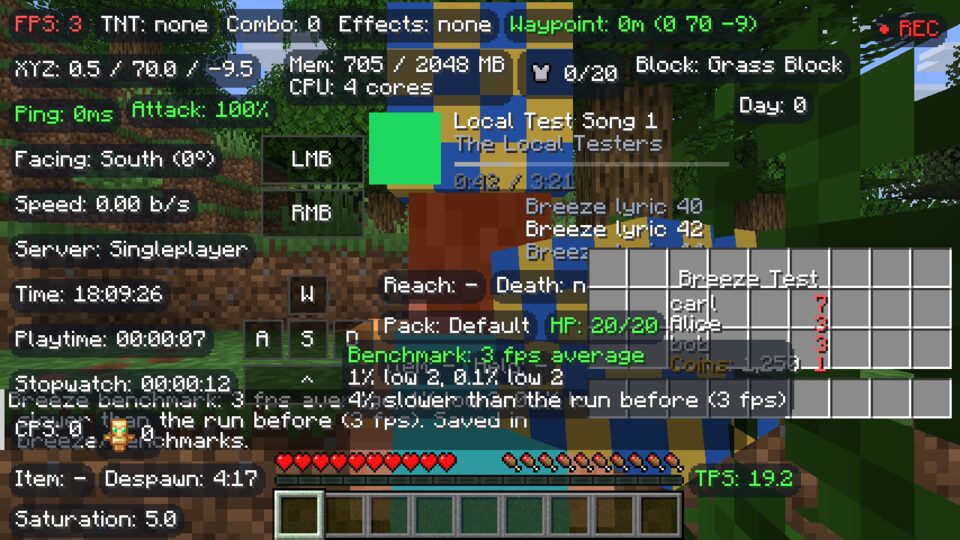 FPS: 3 TNT: none Combo: 0 Effects: none Waypoint: 0m (0 70 -9) REC
XYZ: 0.5 / 70.0 / -9.5 Mem: 705 / 2048 MB 0/20 Block: Grass Block
CPU: 4 cores
Ping: 0ms Attack: 100% Day: 0
Local Test Song 1
The Local Testers
Facing: South (0°) LMB
0:42 / 3:21
Speed: 0.00 b/s RMB
Breeze lyric 40
Breeze lyric 42
Server: Singleplayer
Breeze
Reach: - Death: n
Breeze Test
Time: 18:09:26 W
carl 7
Alice 3
bob 3
Coins: 1,250 1
Playtime: 00:00:07 A S D
Pack: Default HP: 20/20
Benchmark: 3 fps average
1% low 2, 0.1% low 2
4% slower than the run before (3 fps)
Stopwatch: 00:00:12 ^
Breeze benchmark: 3 fps
slower than the run before (3 fps). Saved in
CPS: 0 0
Item: - Despawn: 4:17 TPS: 19.2
Saturation: 5.0